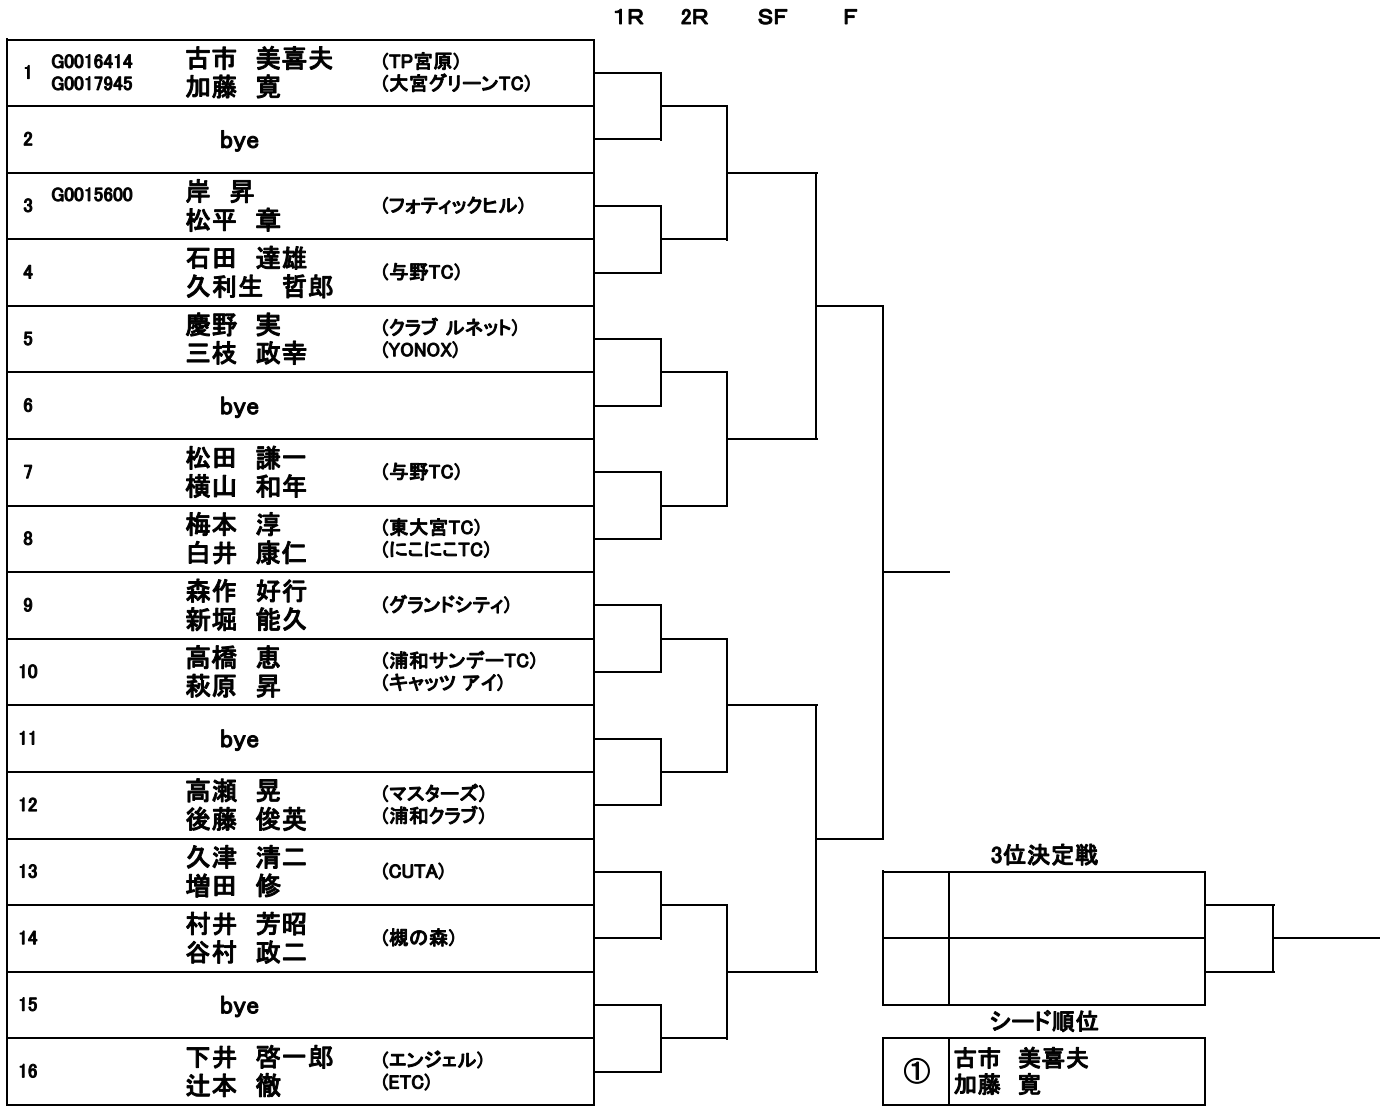 1R 2R SF F
1 G0016414 古市 美喜夫 (TP宮原)
G0017945 加藤 寛 (大宮グリーンTC)
2 bye
3 G0015600 岸 昇
松平 章 (フォティックヒル)
4 石田 達雄
久利生 哲郎 (与野TC)
5 慶野 実 (クラブ ルネット)
三枝 政幸 (YONOX)
6 bye
7 松田 謙一
横山 和年 (与野TC)
8 梅本 淳 (東大宮TC)
白井 康仁 (にこにこTC)
9 森作 好行
新堀 能久 (グランドシティ)
10 高橋 恵 (浦和サンデーTC)
萩原 昇 (キャッツ アイ)
11 bye
12 高瀬 晃 (マスターズ)
後藤 俊英 (浦和クラブ)
13 久津 清二
増田 修 (CUTA)
14 村井 芳昭
谷村 政二 (槻の森)
15 bye
16 下井 啓一郎 (エンジェル)
辻本 徹 (ETC)
3位決定戦
シード順位
① 古市 美喜夫
加藤 寛